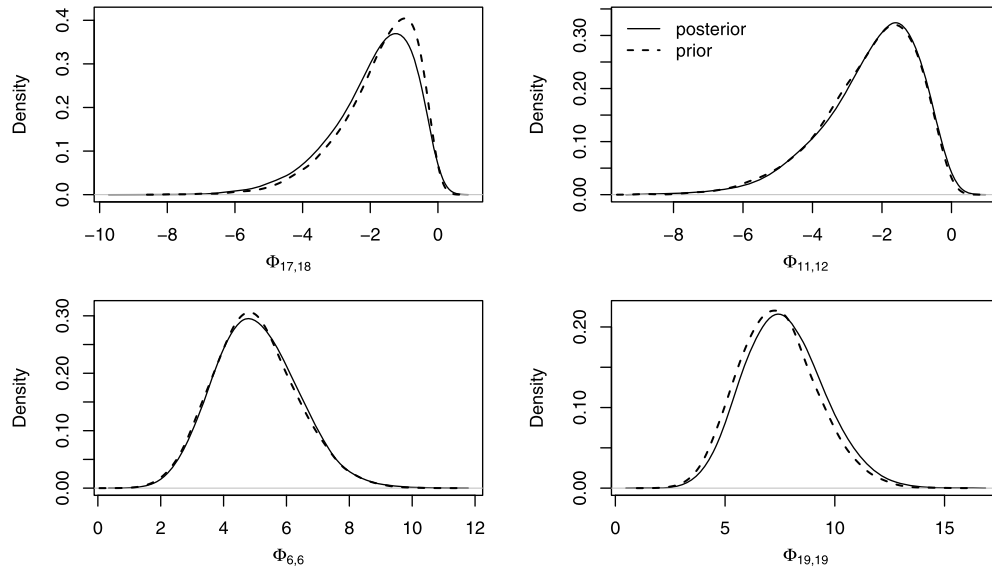 Density
0.0 0.1 0.2 0.3 0.4
−10 −8 −6 −4 −2 0
Φ17,18
Density
0.00 0.10 0.20 0.30
−8 −6 −4 −2 0
Φ11,12
posterior
prior
Density
0.00 0.10 0.20 0.30
0 2 4 6 8 10 12
Φ6,6
Density
0.00 0.10 0.20
0 5 10 15
Φ19,19